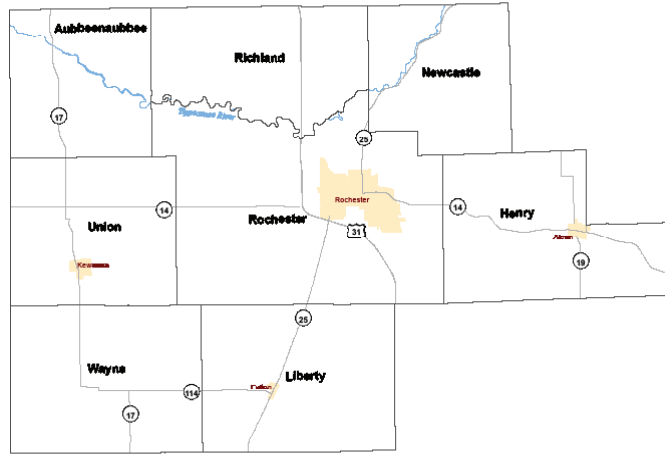 Aubbeenaubbee
Richland
Newcastle
17
Tippecanoe River
25
Rochester
14
14
Henry
Union
Rochester
31
Akron
Kewanna
19
25
Wayne
Liberty
Fulton
114
17